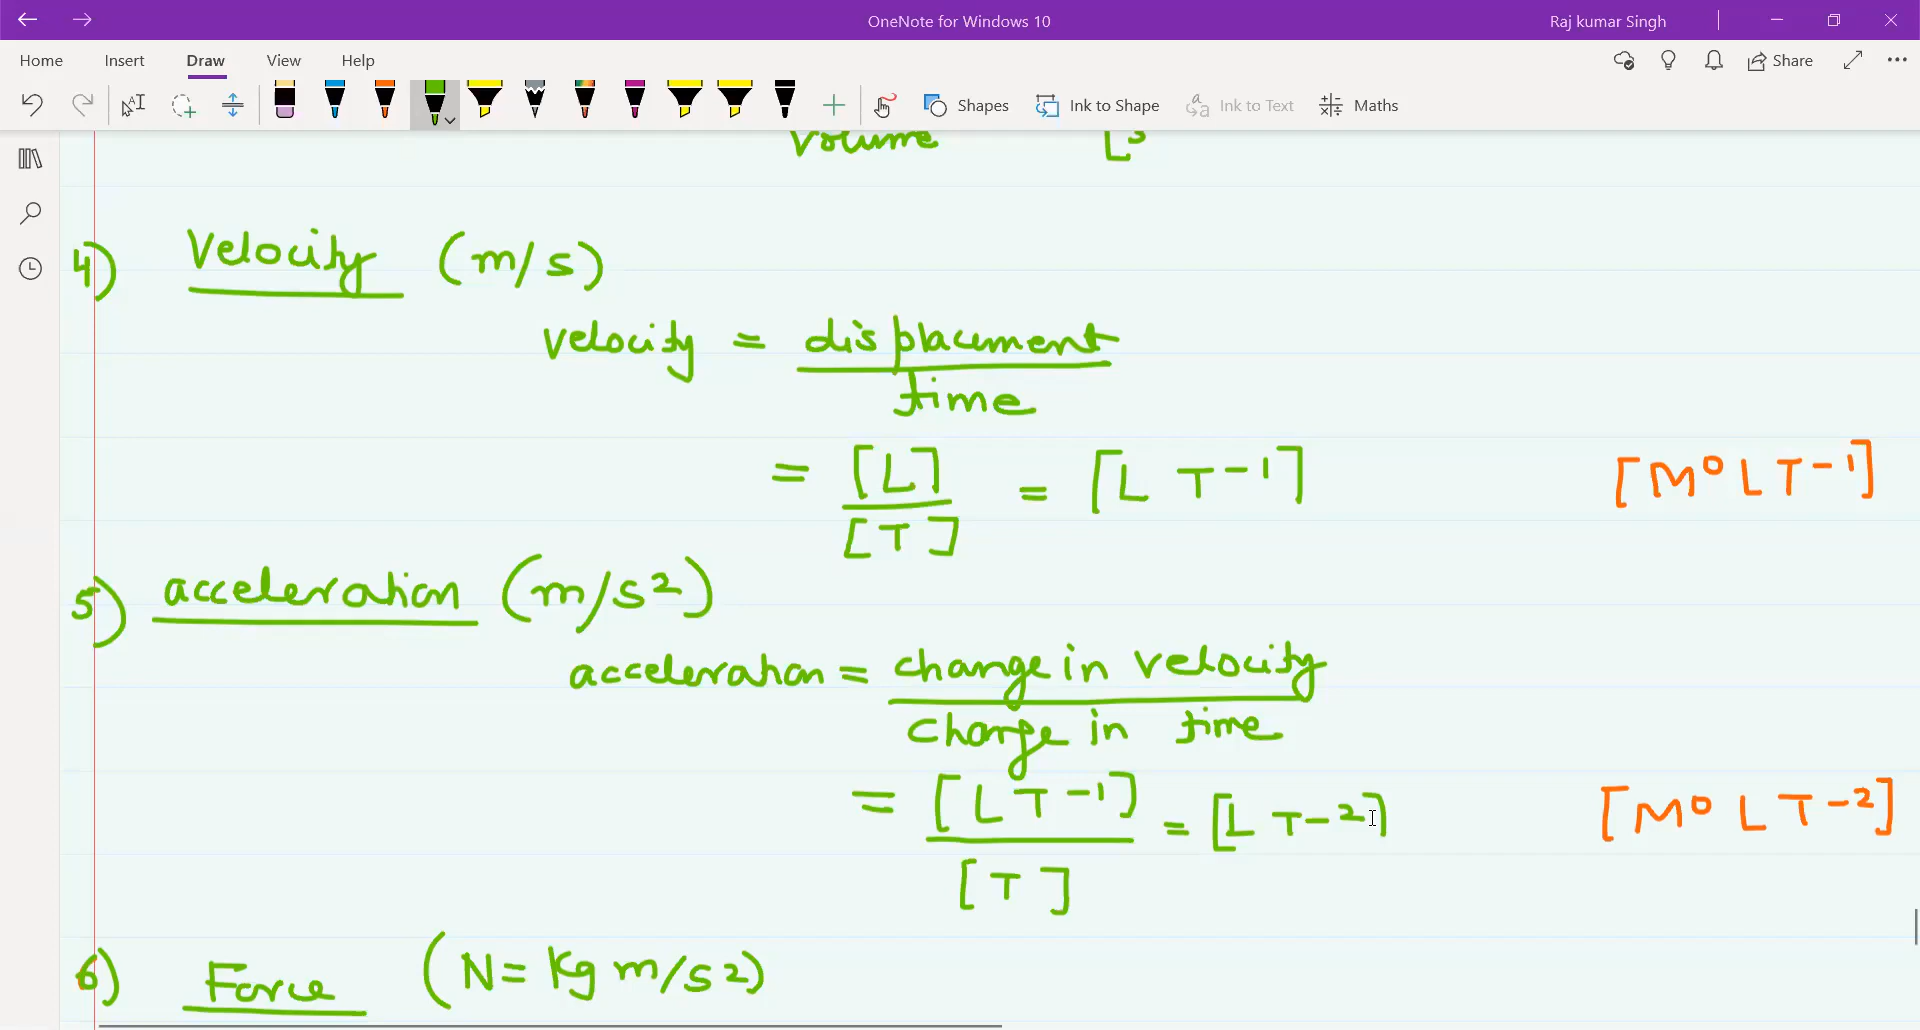 OneNote for Windows 10
Raj kumar Singh
Home Insert Draw View Help
Share
Shapes Ink to Shape Ink to Text Maths
Volume [L³
4) Velocity (m/s)
velocity = displacement
time
= [L] = [L T-1] [M⁰ L T-1]
[T]
5) acceleration (m/s²)
acceleration = change in velocity
change in time
= [L T-1] = [L T-2] [M⁰ L T-2]
[T]
6) Force (N = Kg m/s2)